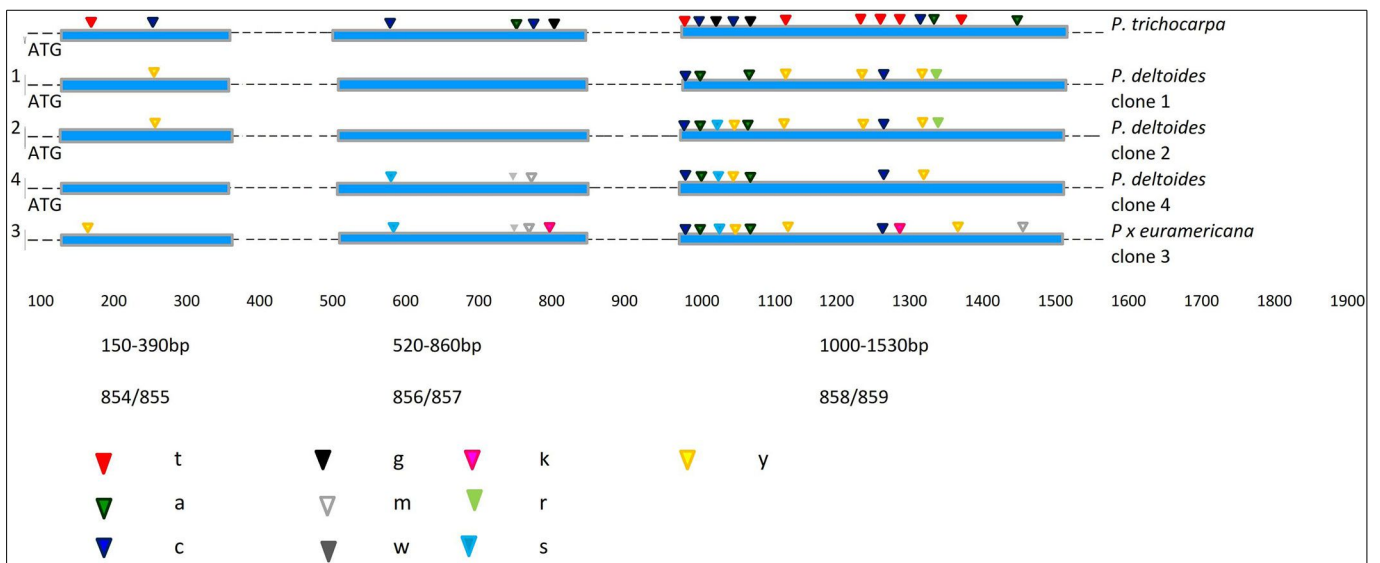 P. trichocarpa
ATG
1
P. deltoides
ATG
clone 1
2
P. deltoides
ATG
clone 2
4
P. deltoides
ATG
clone 4
3
P x euramericana
clone 3
100 200 300 400 500 600 700 800 900 1000 1100 1200 1300 1400 1500 1600 1700 1800 1900
150-390bp 520-860bp 1000-1530bp
854/855 856/857 858/859
t g k y
a m r
c w s